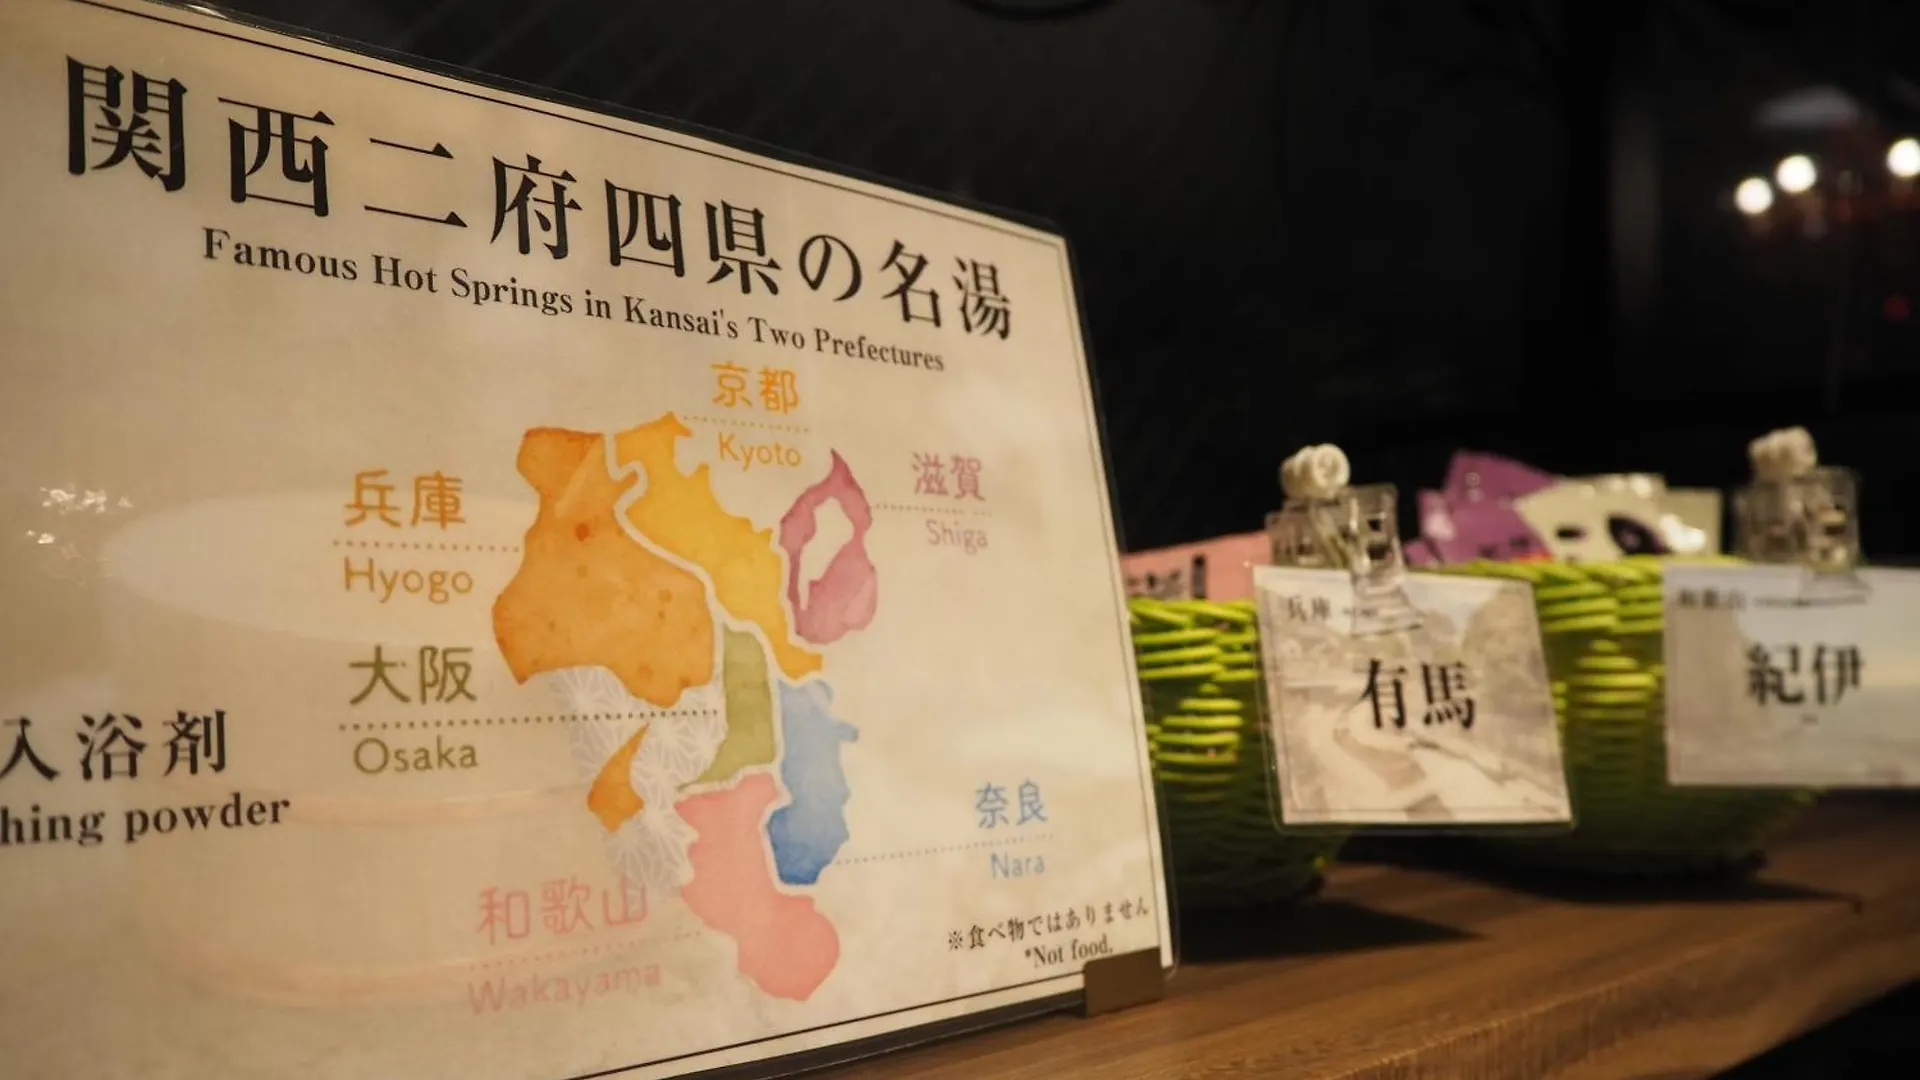 関西二府四県の名湯
Famous Hot Springs in Kansai's Two Prefectures
京都
Kyoto
滋賀
Shiga
兵庫
Hyogo
大阪
Osaka
入浴剤
hing powder
奈良
Nara
和歌山
Wakayama
※食べ物ではありません
*Not food.
兵庫
有馬
和歌山
紀伊